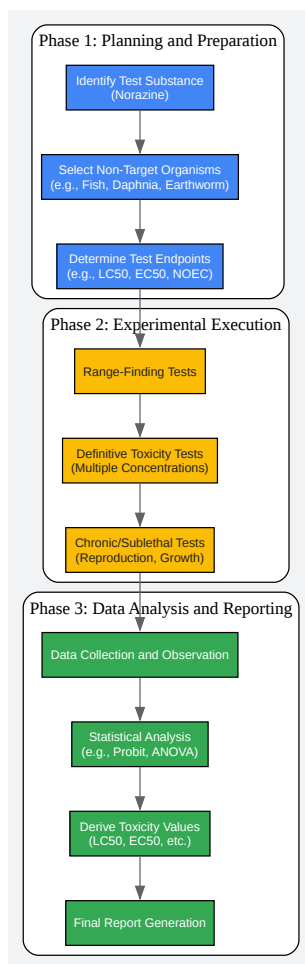 Phase 1: Planning and Preparation
Identify Test Substance
(Norazine)
Select Non-Target Organisms
(e.g., Fish, Daphnia, Earthworm)
Determine Test Endpoints
(e.g., LC50, EC50, NOEC)
Phase 2: Experimental Execution
Range-Finding Tests
Definitive Toxicity Tests
(Multiple Concentrations)
Chronic/Sublethal Tests
(Reproduction, Growth)
Phase 3: Data Analysis and Reporting
Data Collection and Observation
Statistical Analysis
(e.g., Probit, ANOVA)
Derive Toxicity Values
(LC50, EC50, etc.)
Final Report Generation